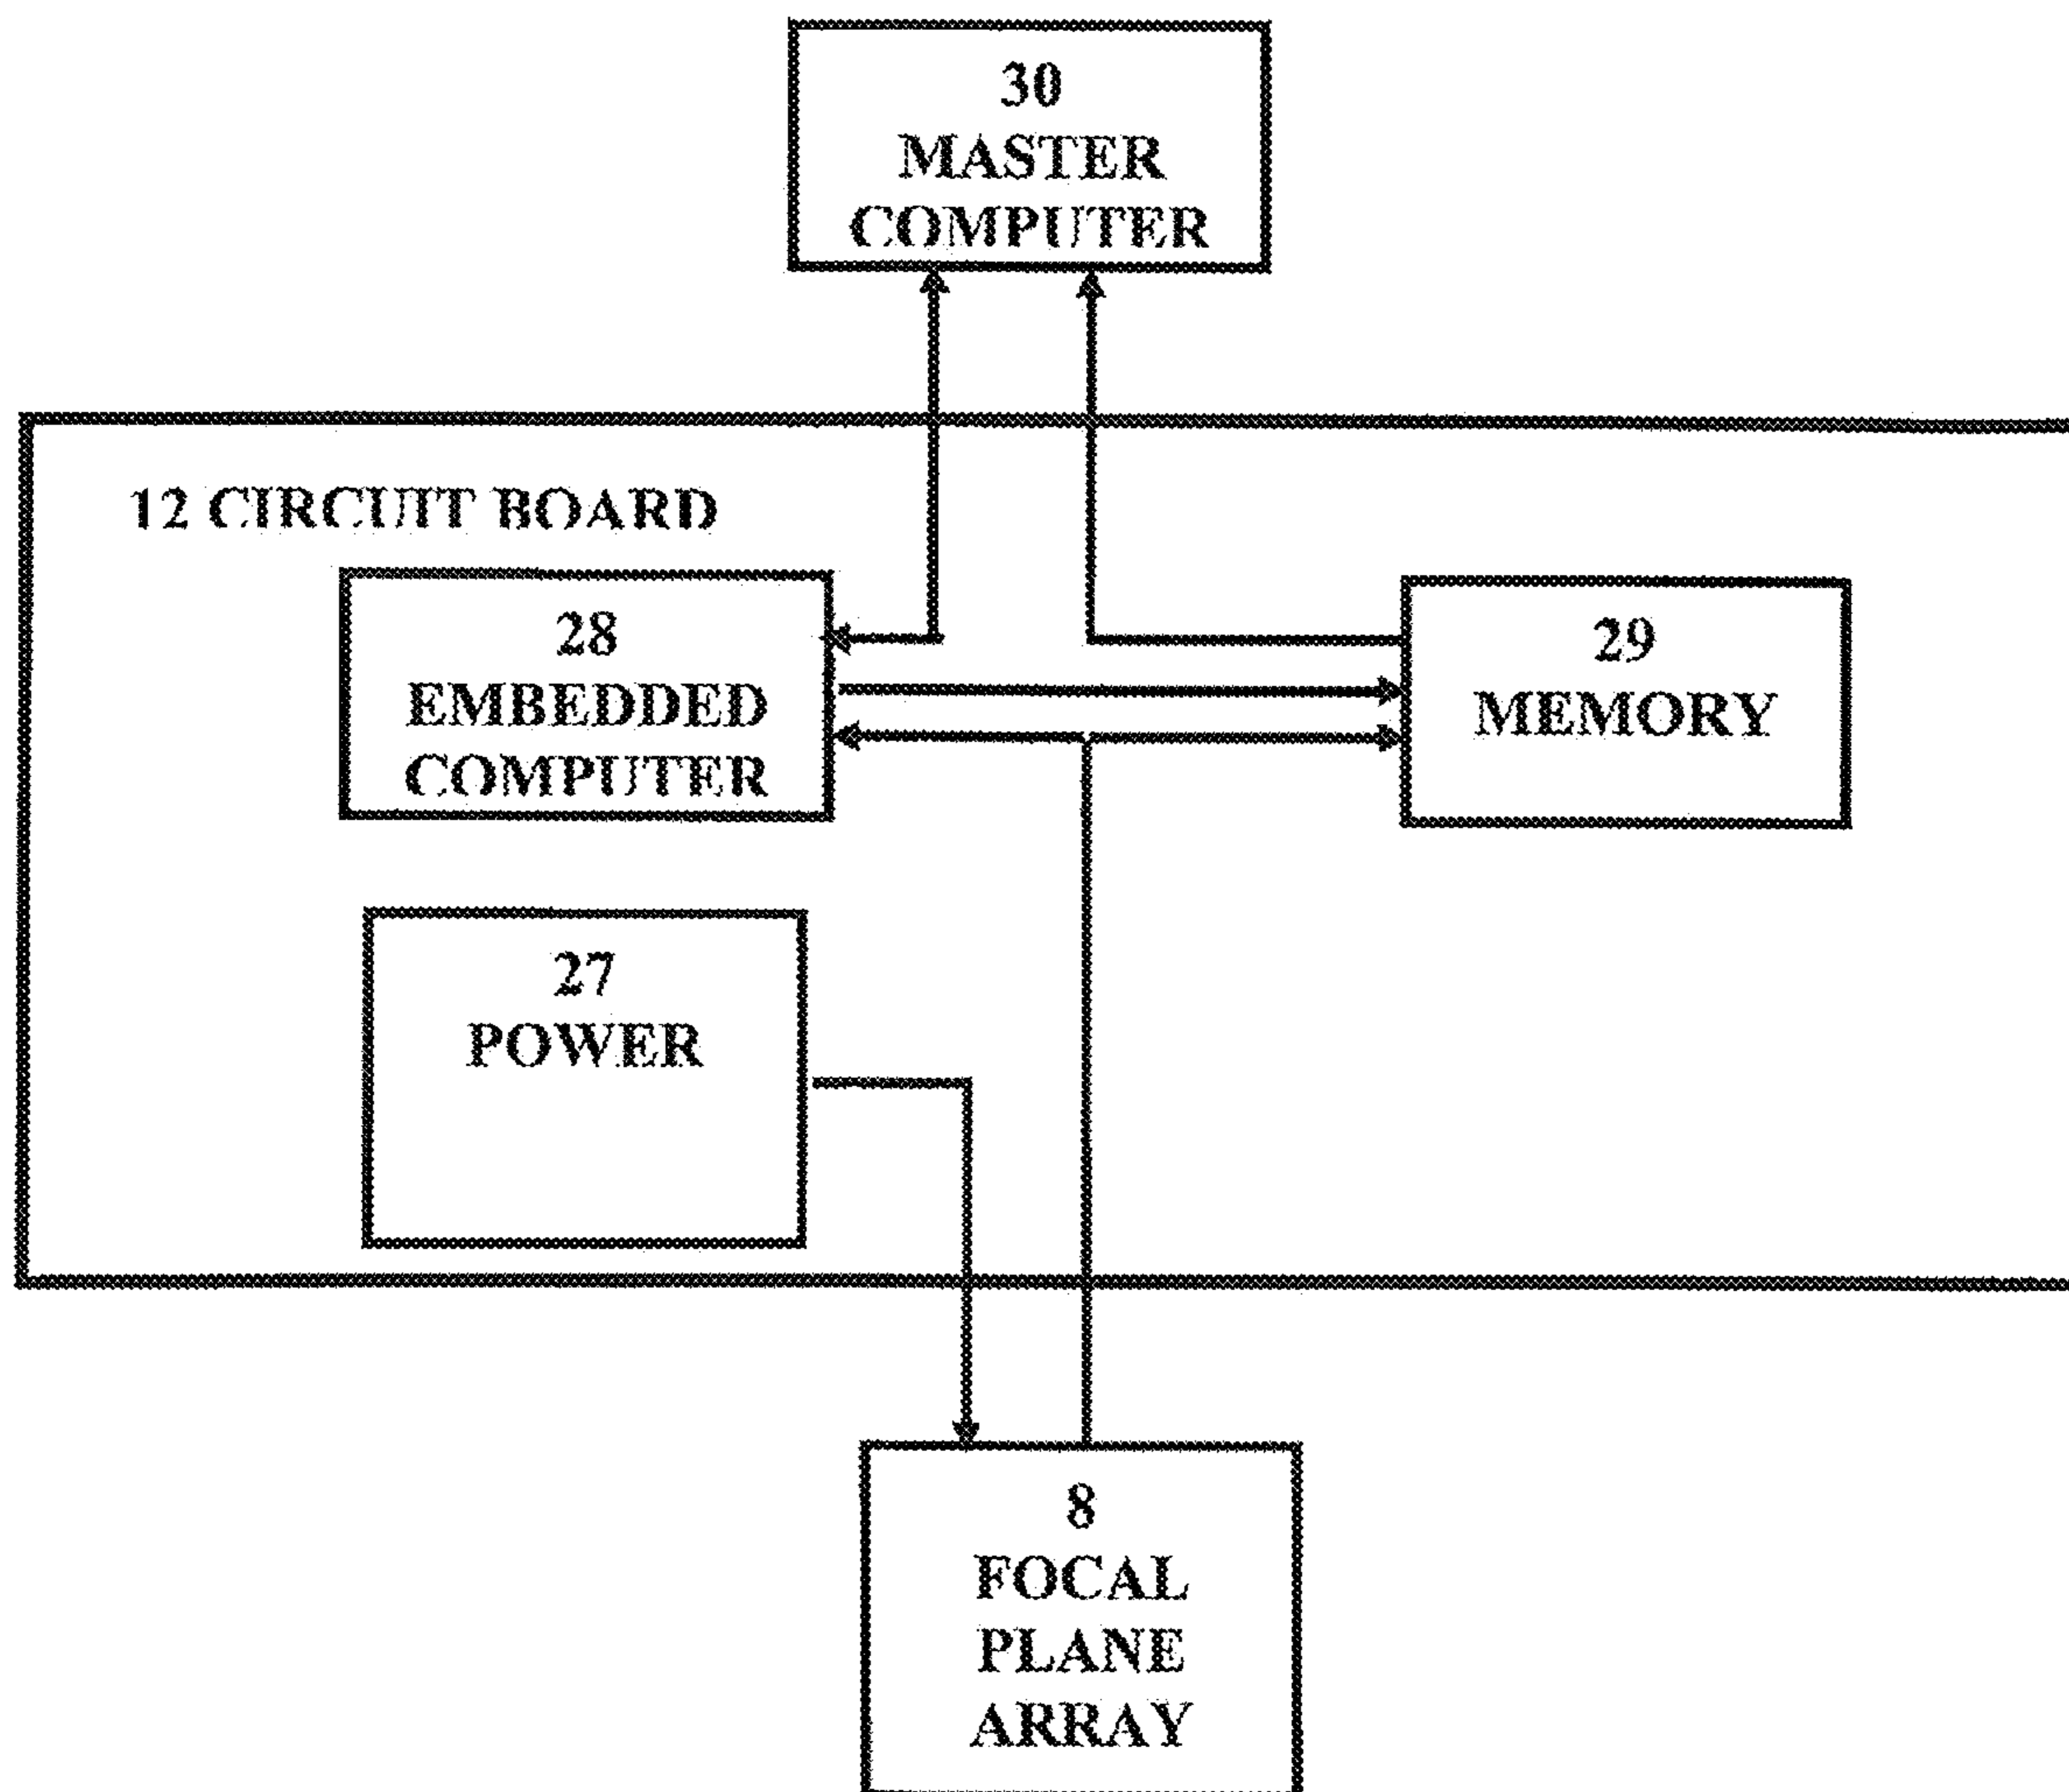 30
MASTER
COMPUTER
12 CIRCUIT BOARD
28
EMBEDDED
COMPUTER
29
MEMORY
27
POWER
8
FOCAL
PLANE
ARRAY